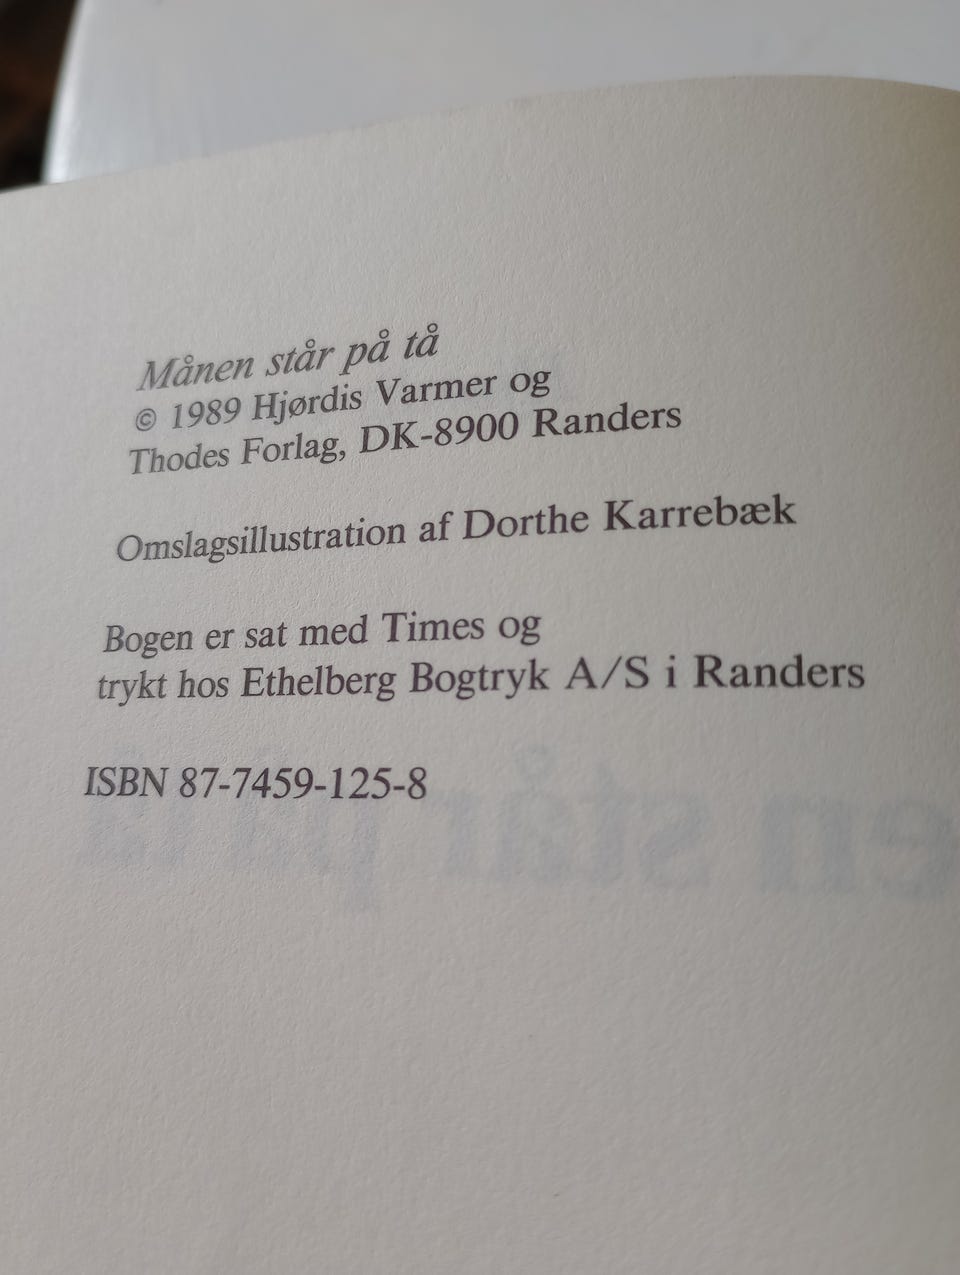 Månen står på tå
© 1989 Hjørdis Varmer og
Thodes Forlag, DK-8900 Randers
Omslagsillustration af Dorthe Karrebæk
Bogen er sat med Times og
trykt hos Ethelberg Bogtryk A/S i Randers
ISBN 87-7459-125-8